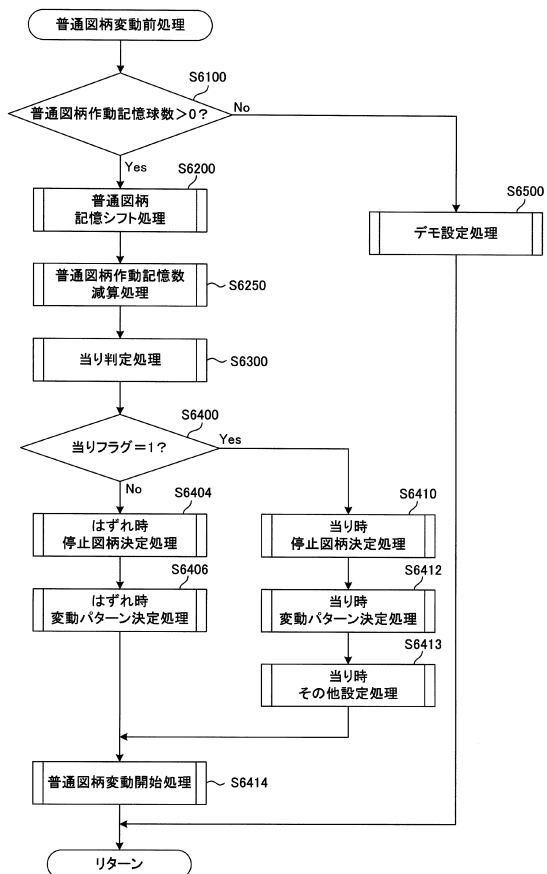 普通図柄変動前処理
S6100
普通図柄作動記憶球数>0?
No
Yes
S6200
普通図柄
記憶シフト処理
S6500
デモ設定処理
普通図柄作動記憶数
減算処理
S6250
当り判定処理
S6300
S6400
当りフラグ=1?
Yes
No
S6404
はずれ時
停止図柄決定処理
S6410
当り時
停止図柄決定処理
S6406
はずれ時
変動パターン決定処理
S6412
当り時
変動パターン決定処理
S6413
当り時
その他設定処理
普通図柄変動開始処理
S6414
リターン